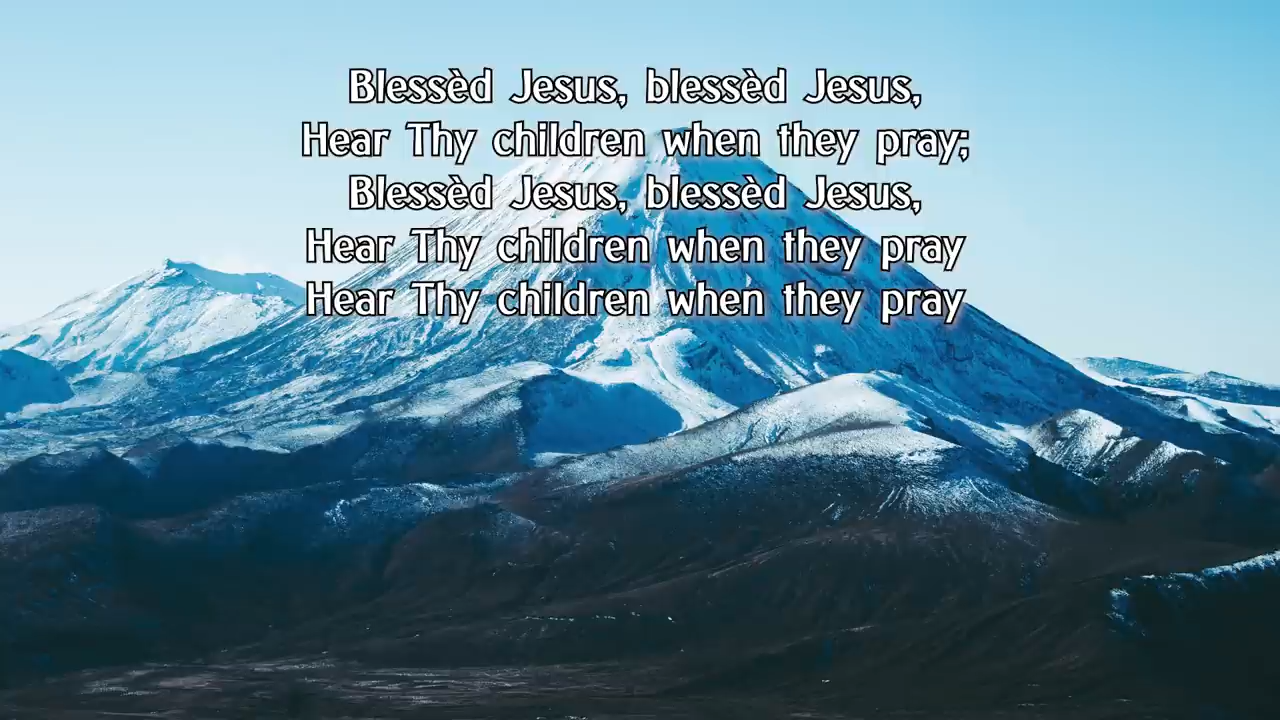 Blessèd Jesus, blessèd Jesus,
Hear Thy children when they pray;
Blessèd Jesus, blessèd Jesus,
Hear Thy children when they pray
Hear Thy children when they pray